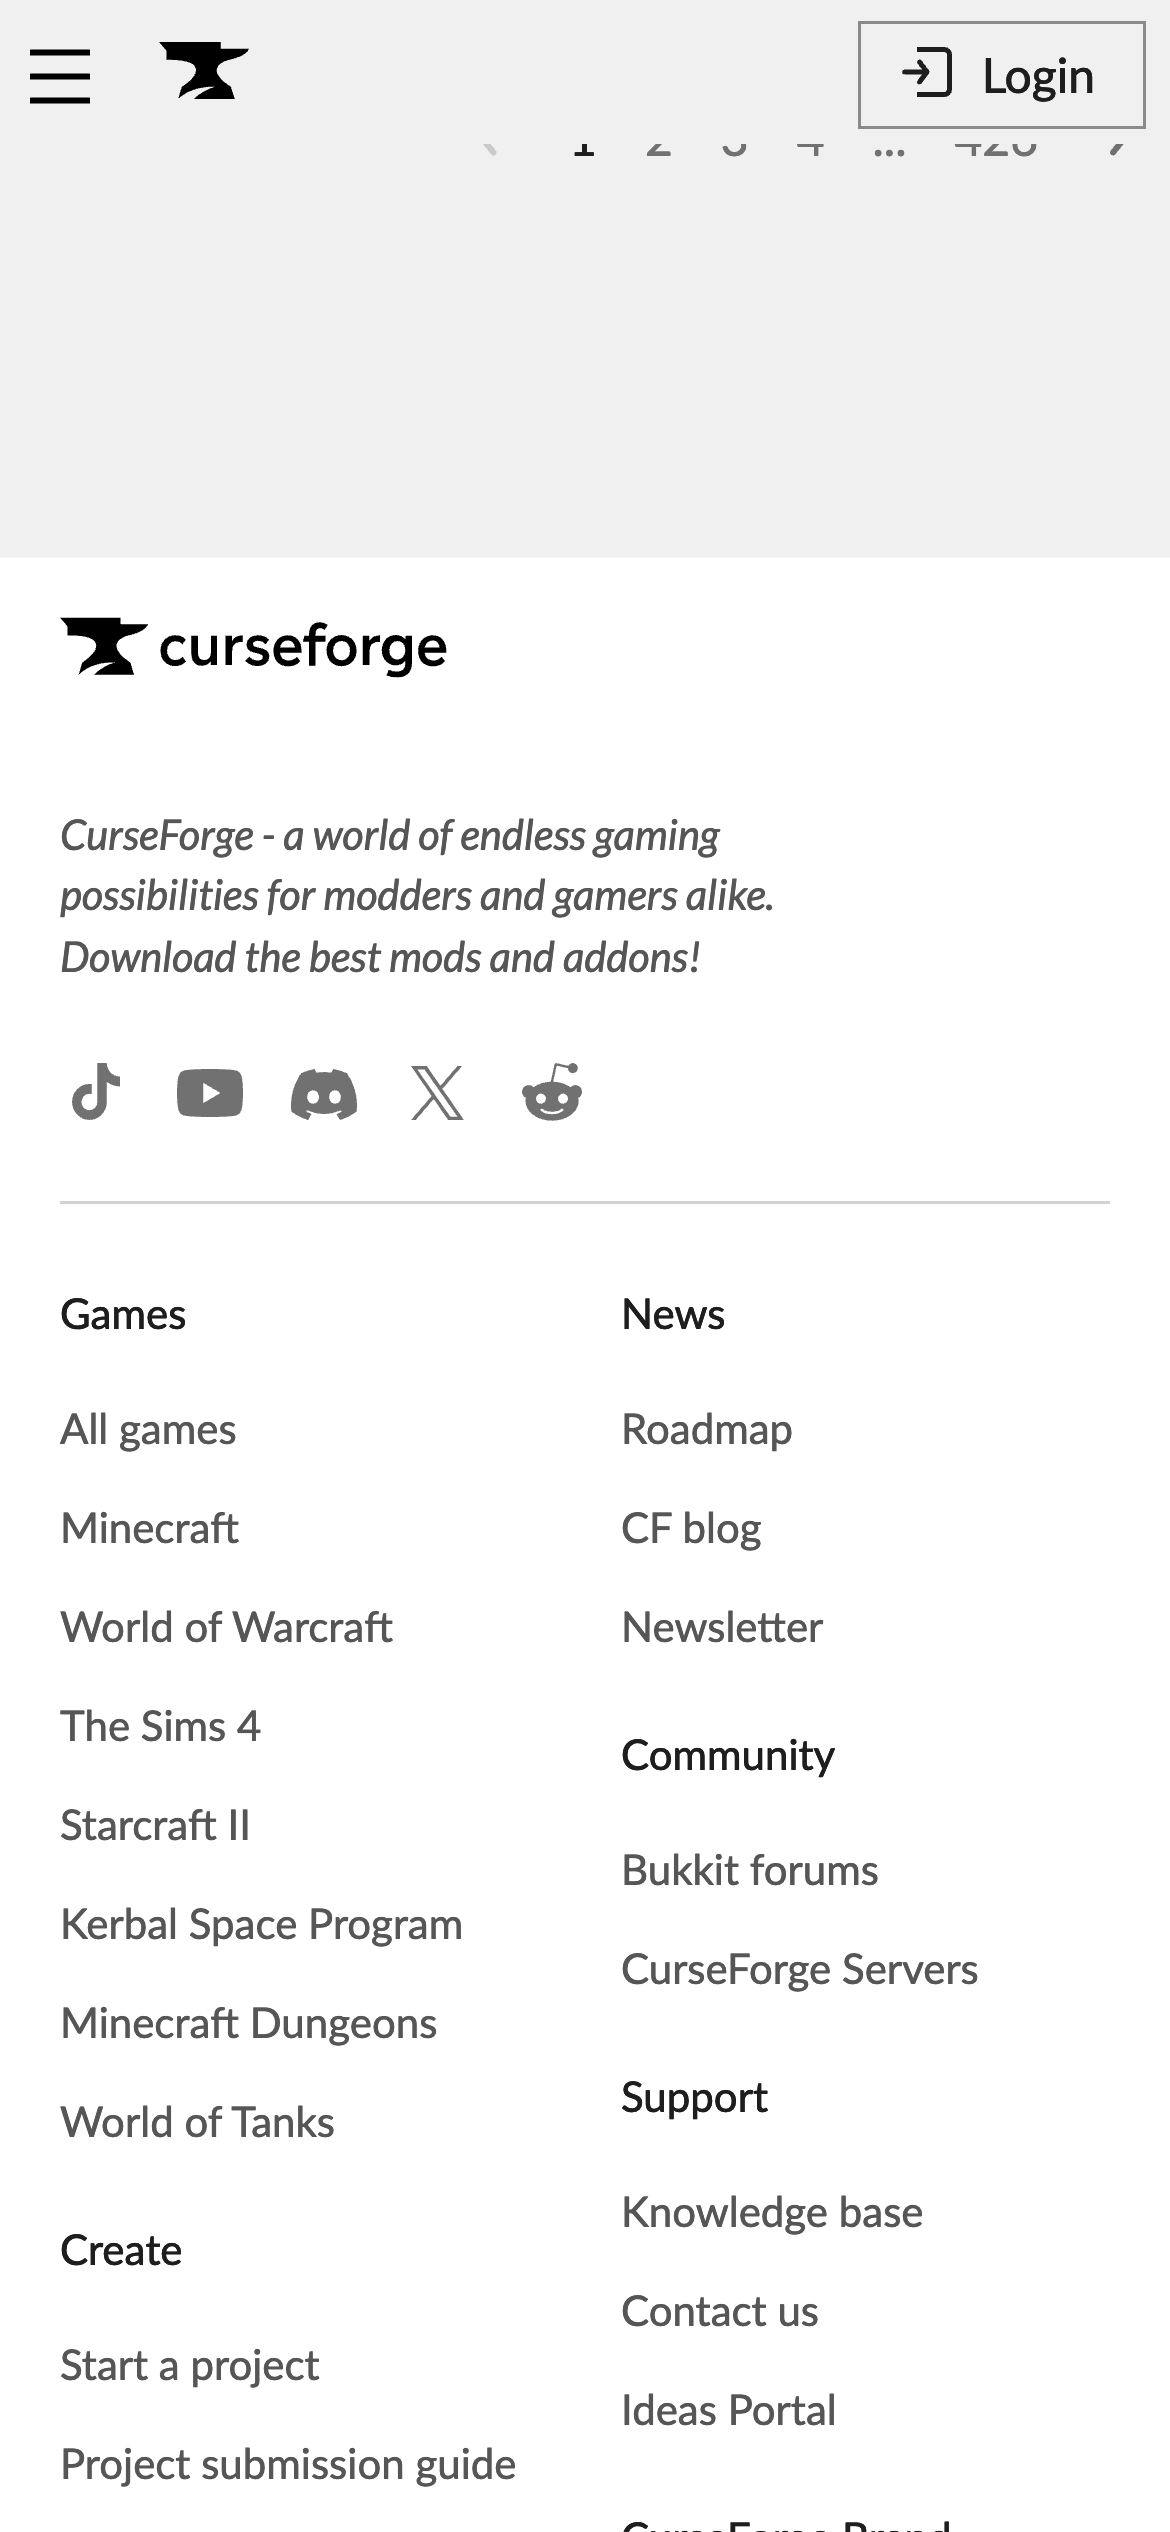 Login
1 2 3 4 ...
curseforge
CurseForge - a world of endless gaming
possibilities for modders and gamers alike.
Download the best mods and addons!
Games
All games
Minecraft
World of Warcraft
The Sims 4
Starcraft II
Kerbal Space Program
Minecraft Dungeons
World of Tanks
Create
Start a project
Project submission guide
News
Roadmap
CF blog
Newsletter
Community
Bukkit forums
CurseForge Servers
Support
Knowledge base
Contact us
Ideas Portal
CurseForge Brand